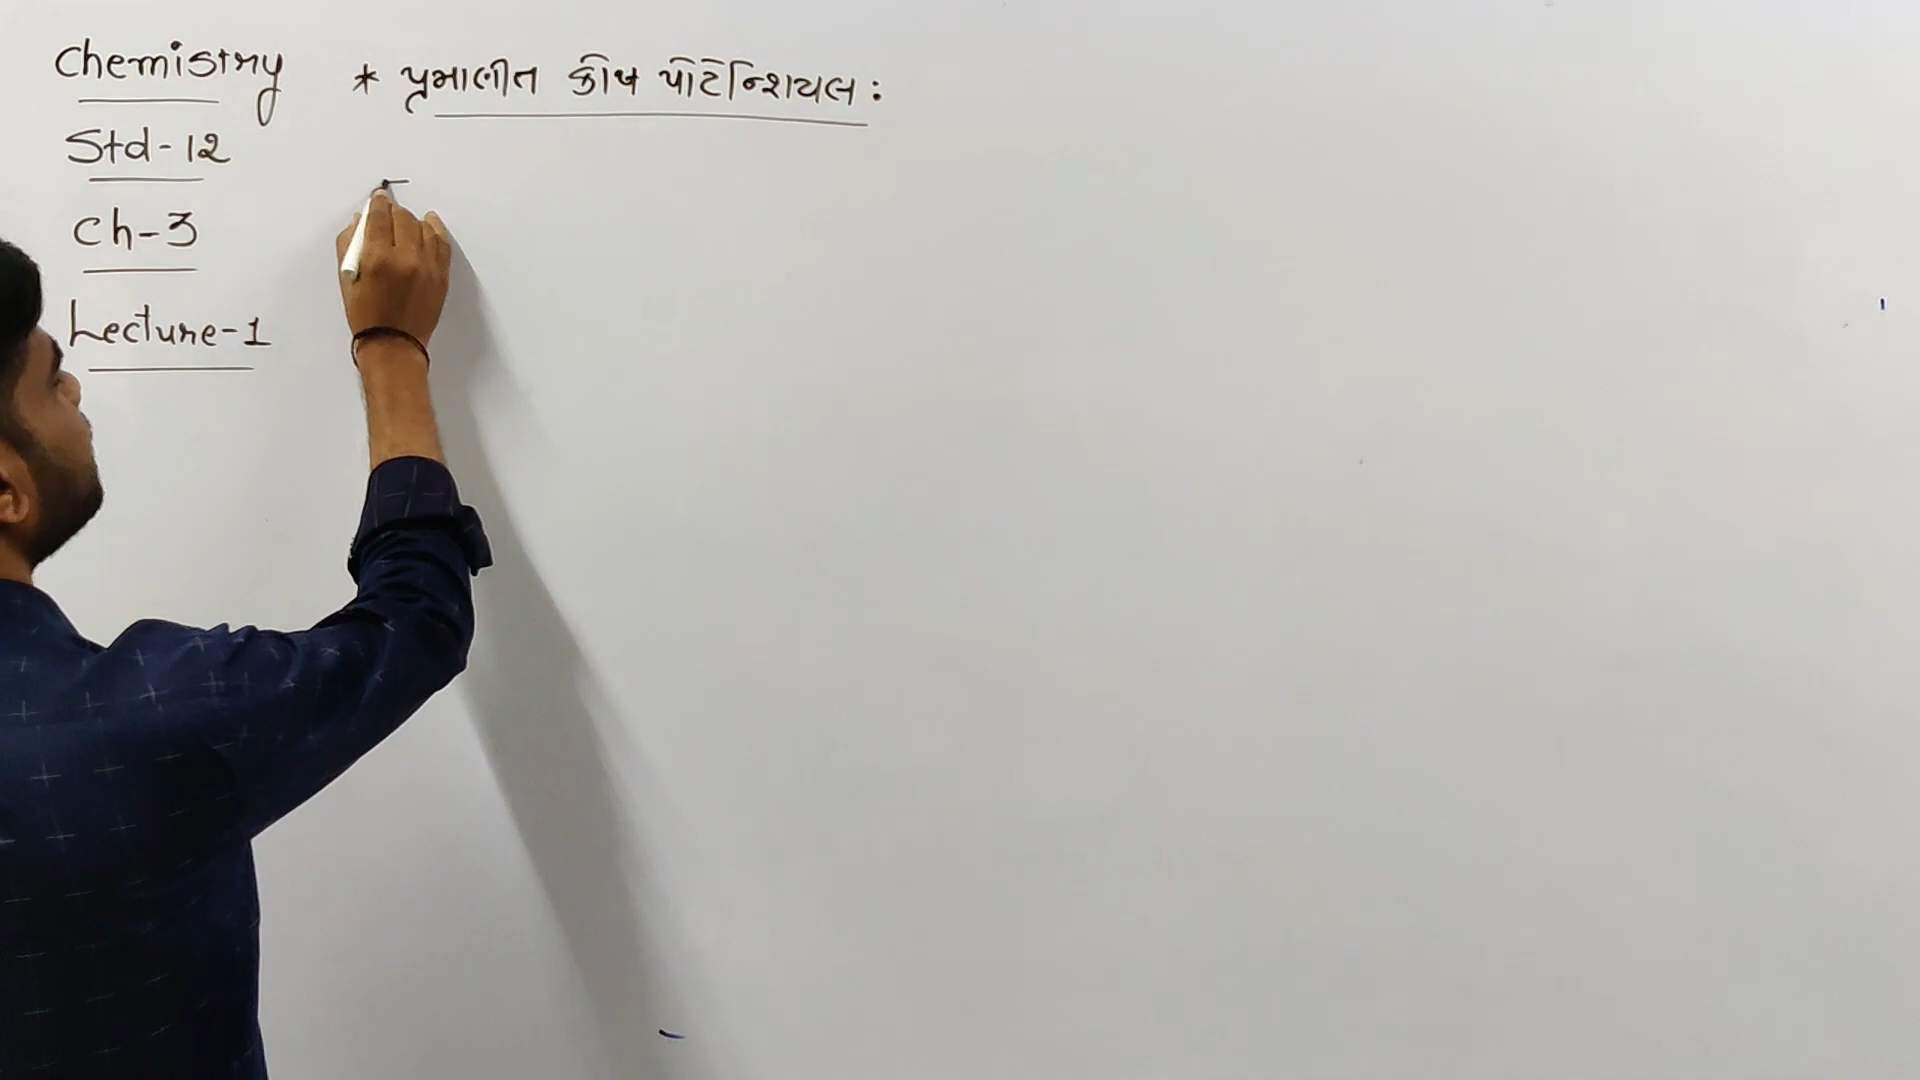 Chemistry
Std-12
Ch-3
Lecture-1
* પ્રમાણીત કોષ પોટેન્શિયલ :